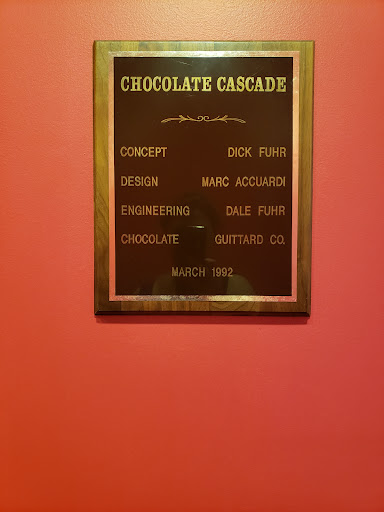 CHOCOLATE CASCADE
CONCEPT DICK FUHR
DESIGN MARC ACCUARDI
ENGINEERING DALE FUHR
CHOCOLATE GUITTARD CO.
MARCH 1992